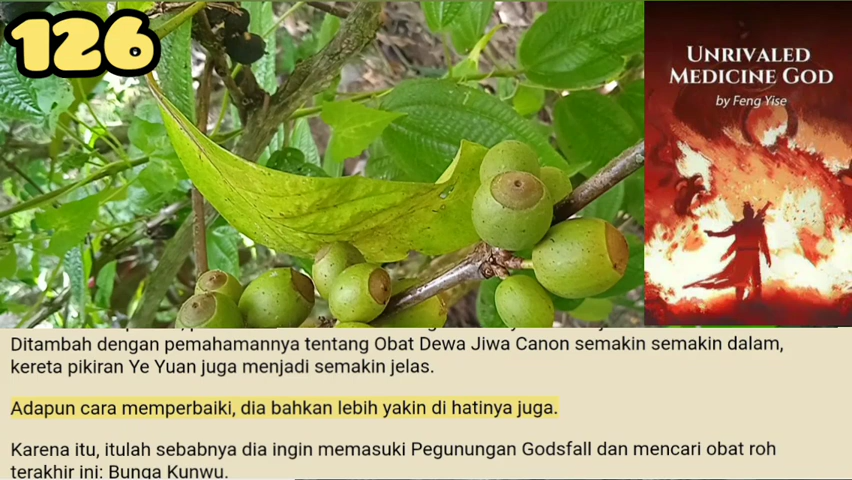 126
UNRIVALED
MEDICINE GOD
by Feng Yise
Ditambah dengan pemahamannya tentang Obat Dewa Jiwa Canon semakin semakin dalam,
kereta pikiran Ye Yuan juga menjadi semakin jelas.
Adapun cara memperbaiki, dia bahkan lebih yakin di hatinya juga.
Karena itu, itulah sebabnya dia ingin memasuki Pegunungan Godsfall dan mencari obat roh
terakhir ini: Bunga Kunwu.